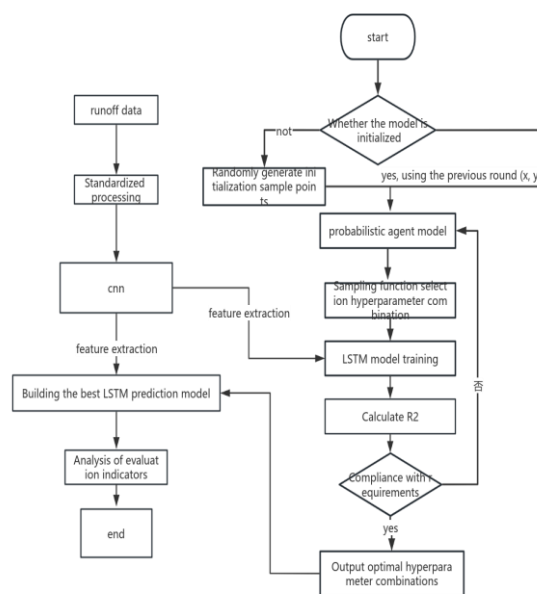 start
Whether the model is
initialized
not
Randomly generate ini
tialization sample poin
ts
yes, using the previous round (x, y
probabilistic agent model
Sampling function select
ion hyperparameter com
bination
LSTM model training
Calculate R2
Compliance with r
equirements
否
yes
Output optimal hyperpara
meter combinations
runoff data
Standardized
processing
cnn
feature extraction
feature extraction
Building the best LSTM prediction model
Analysis of evaluat
ion indicators
end